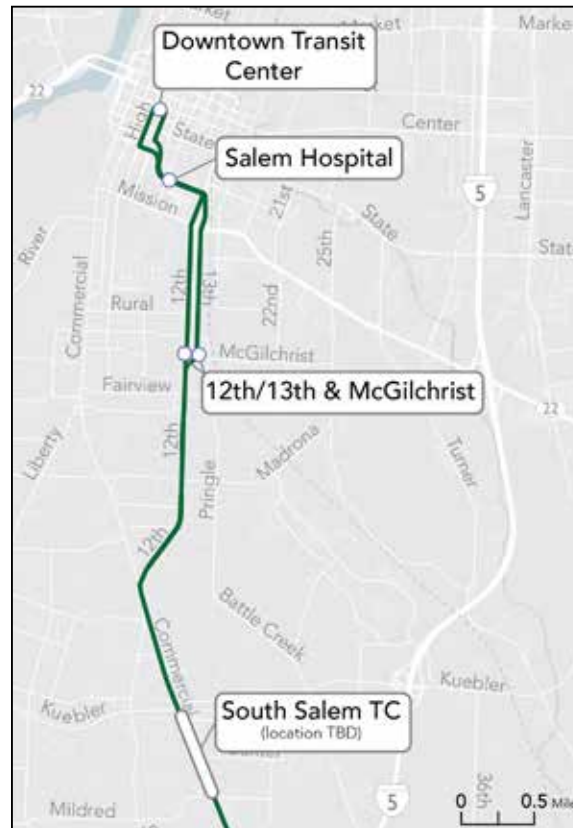 Market
Market
Market
Downtown Transit
Center
22
High
State
Center
Salem Hospital
5
Lancaster
Mission
21st
State
State
River
25th
Commercial
12th
13th
Rural
22nd
McGilchrist
Fairview
12th/13th & McGilchrist
22
Liberty
12th
Pringle
Madrona
Turner
12th
Battle Creek
Commercial
Kuebler
Kuebler
South Salem TC
(location TBD)
Mildred
5
36th
0 0.5 Mile